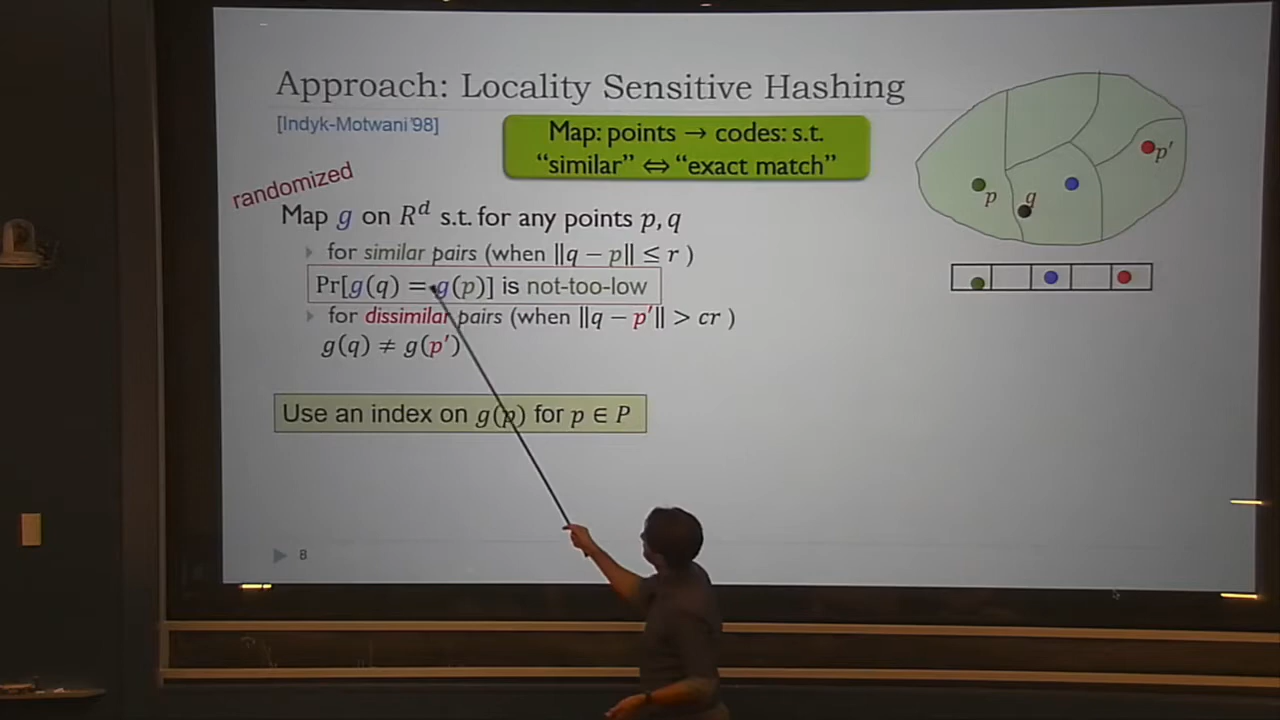 Approach: Locality Sensitive Hashing
[Indyk-Motwani'98]
Map: points → codes: s.t.
“similar” ⇔ “exact match”
randomized
Map g on R^d s.t. for any points p, q
for similar pairs (when ||q − p|| ≤ r )
Pr[g(q) = g(p)] is not-too-low
for dissimilar pairs (when ||q − p′|| > cr )
g(q) ≠ g(p′)
Use an index on g(p) for p ∈ P
p
q
p′
8